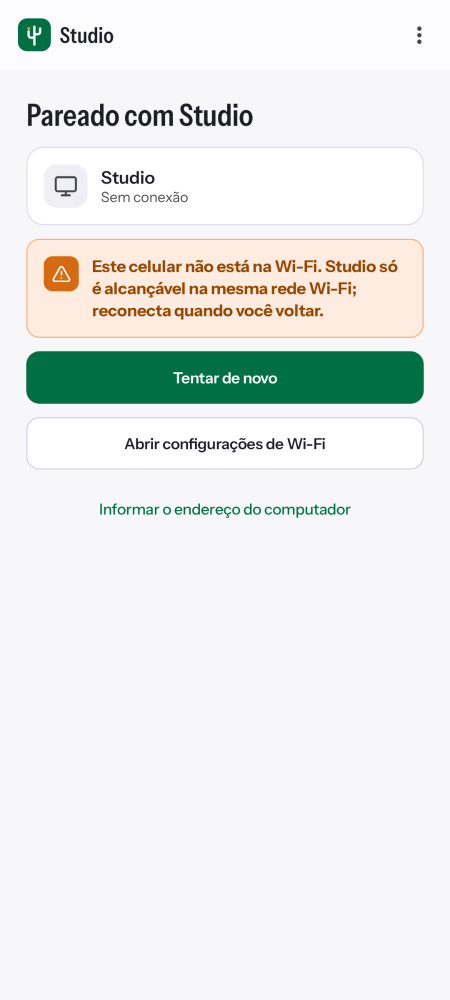 Studio
Pareado com Studio
Studio
Sem conexão
Este celular não está na Wi-Fi. Studio só
é alcançável na mesma rede Wi-Fi;
reconecta quando você voltar.
Tentar de novo
Abrir configurações de Wi-Fi
Informar o endereço do computador